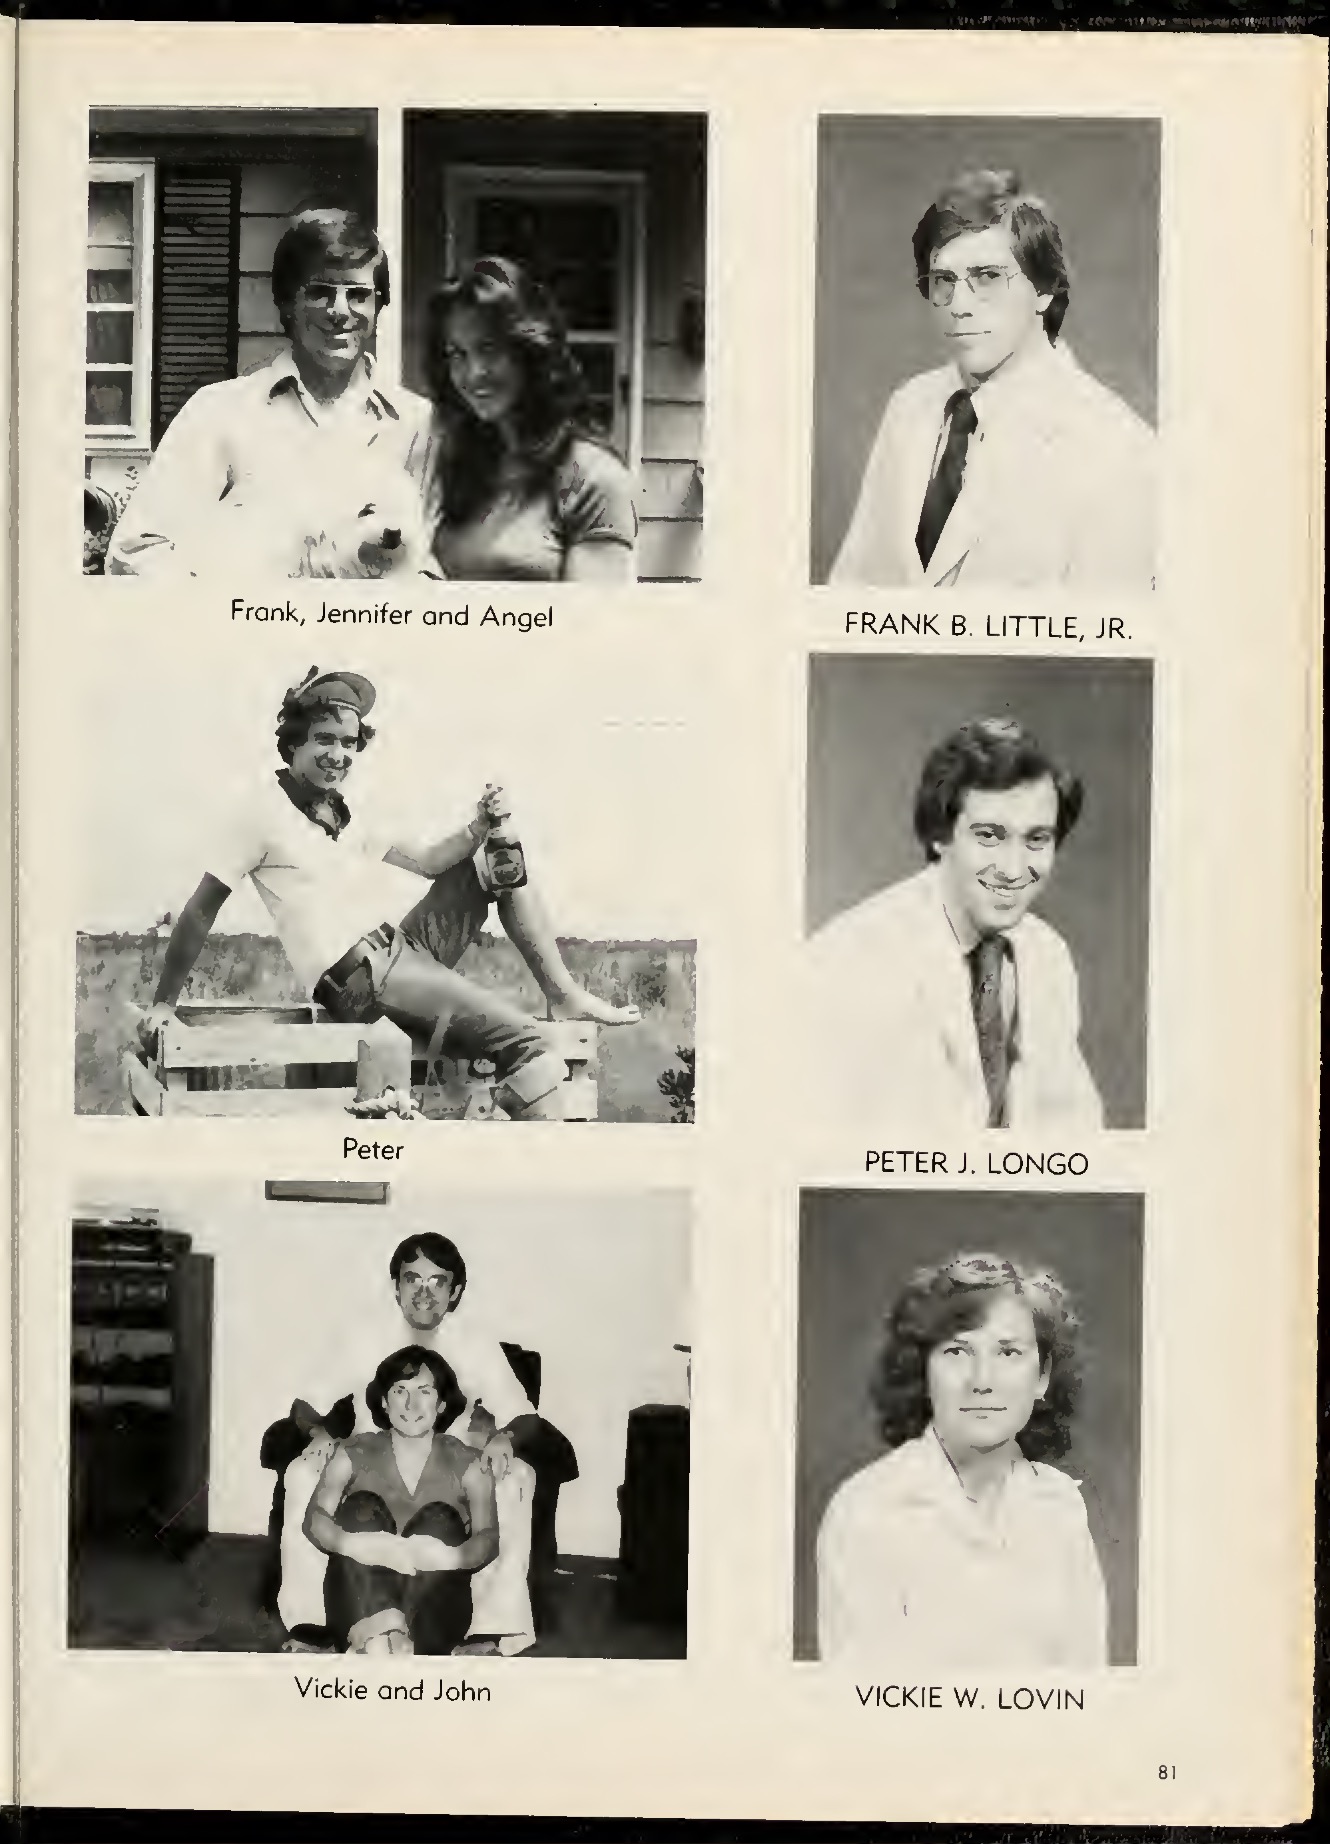 Frank, Jennifer and Angel
FRANK B. LITTLE, JR.
Peter
PETER J. LONGO
Vickie and John
VICKIE W. LOVIN
81